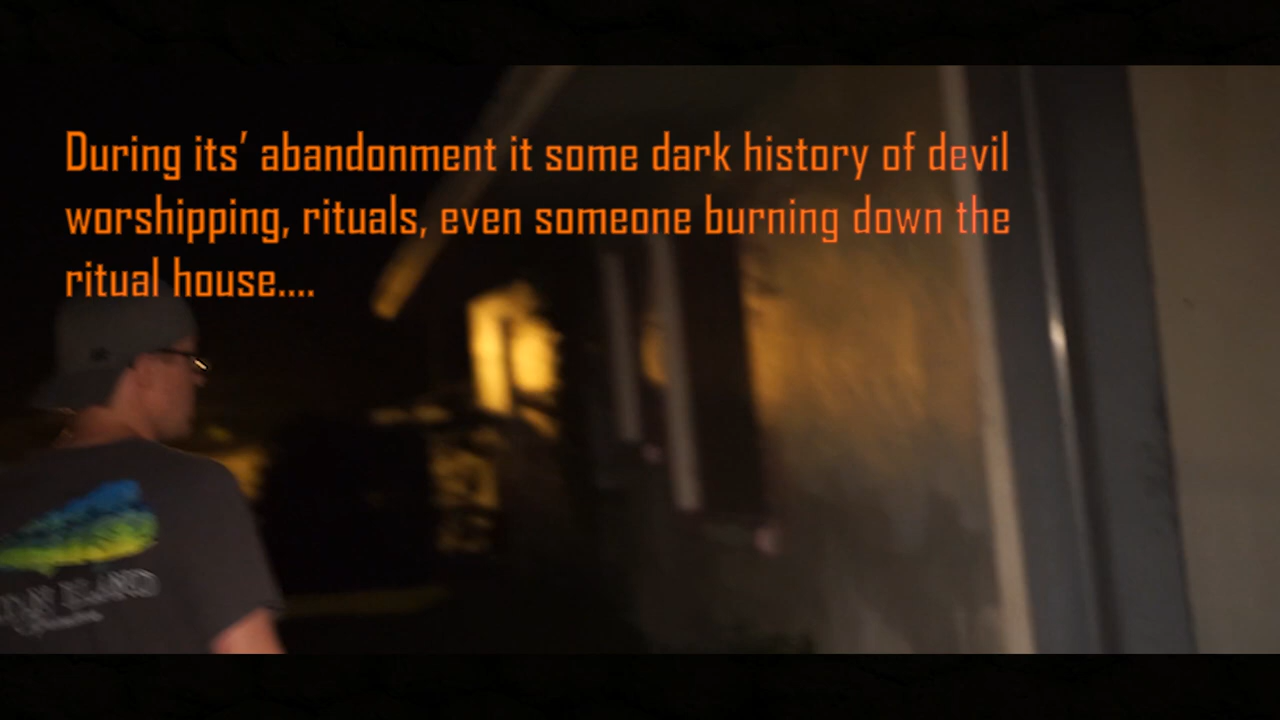 During its’ abandonment it some dark history of devil
worshipping, rituals, even someone burning down the
ritual house....